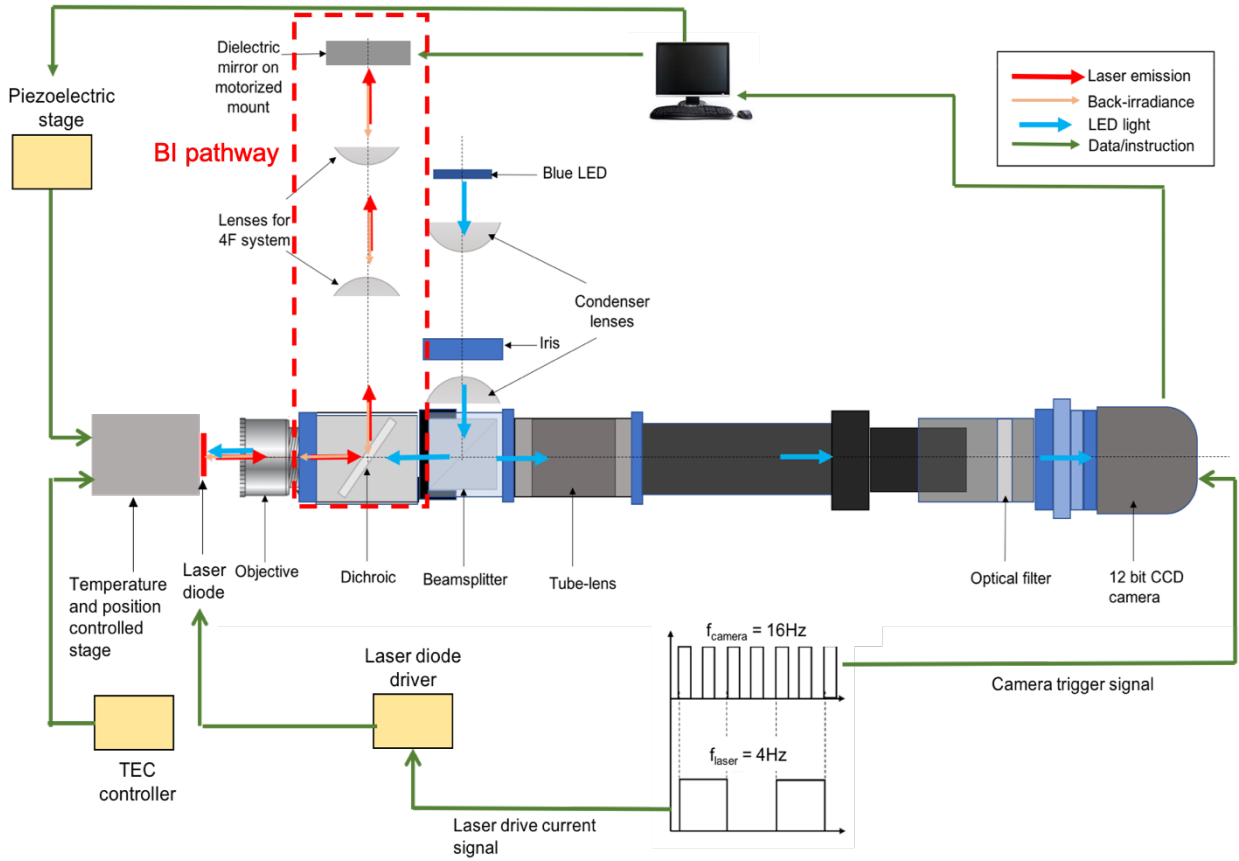 Dielectric
mirror on
motorized
mount
Piezoelectric
stage
BI pathway
Lenses for
4F system
Blue LED
Condenser
lenses
Iris
Laser emission
Back-irradiance
LED light
Data/instruction
Temperature
and position
controlled
stage
Laser
diode
Objective
Dichroic
Beamsplitter
Tube-lens
Optical filter
12 bit CCD
camera
TEC
controller
Laser diode
driver
Laser drive current
signal
fcamera = 16Hz
flaser = 4Hz
Camera trigger signal